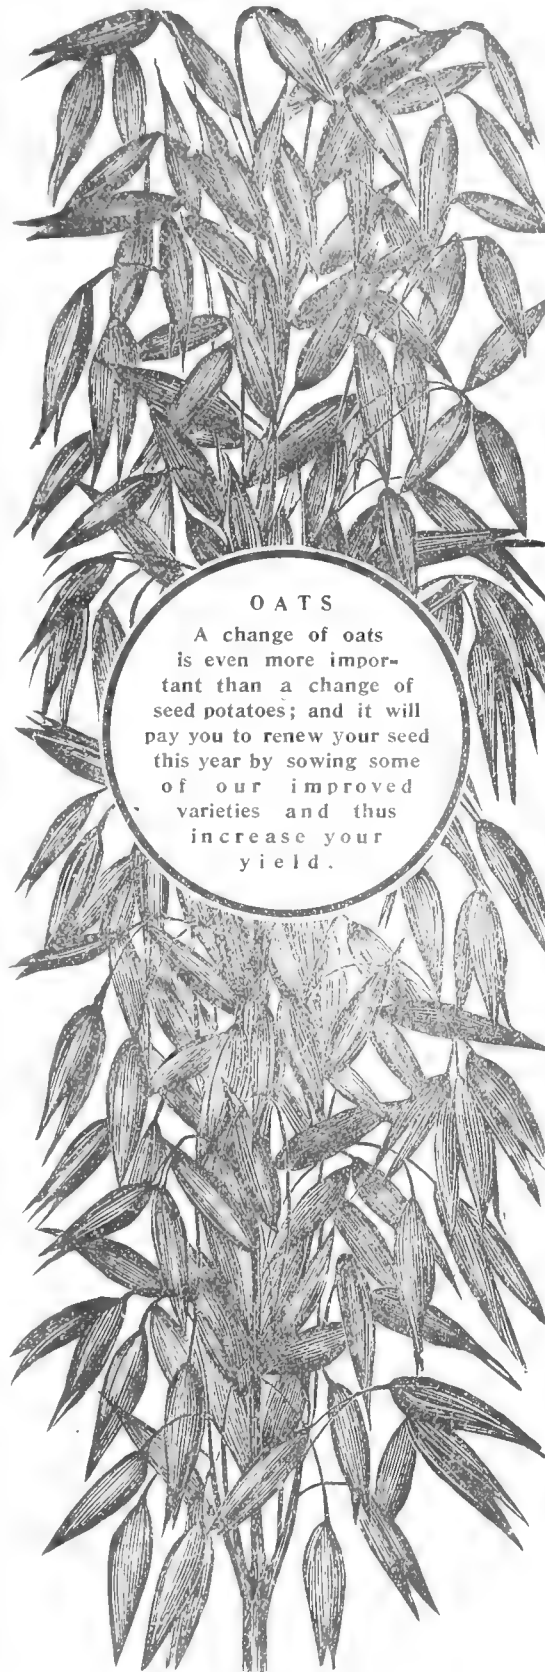 OATS
A change of oats
is even more impor-
tant than a change of
seed potatoes; and it will
pay you to renew your seed
this year by sowing some
of our improved
varieties and thus
increase your
yield.